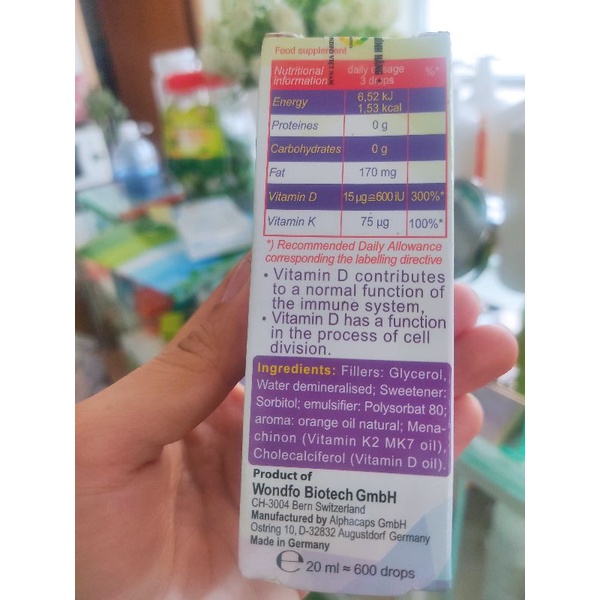 Food supplement
Nutritional daily dosage %*
Information 3 drops
Energy 6,52 kJ
1,53 kcal
Proteines 0 g
Carbohydrates 0 g
Fat 170 mg
Vitamin D 15 µg≙600 iU 300%*
Vitamin K 75 µg 100%*
*) Recommended Daily Allowance
corresponding the labelling directive
• Vitamin D contributes
to a normal function of
the immune system,
• Vitamin D has a function
in the process of cell
division.
Ingredients: Fillers: Glycerol,
Water demineralised; Sweetener:
Sorbitol; emulsifier: Polysorbat 80;
aroma: orange oil natural; Mena-
chinon (Vitamin K2 MK7 oil),
Cholecalciferol (Vitamin D oil).
Product of
Wondfo Biotech GmbH
CH-3004 Bern Switzerland
Manufactured by Alphacaps GmbH
Ostring 10, D-32832 Augustdorf Germany
Made in Germany
℮ 20 ml ≈ 600 drops